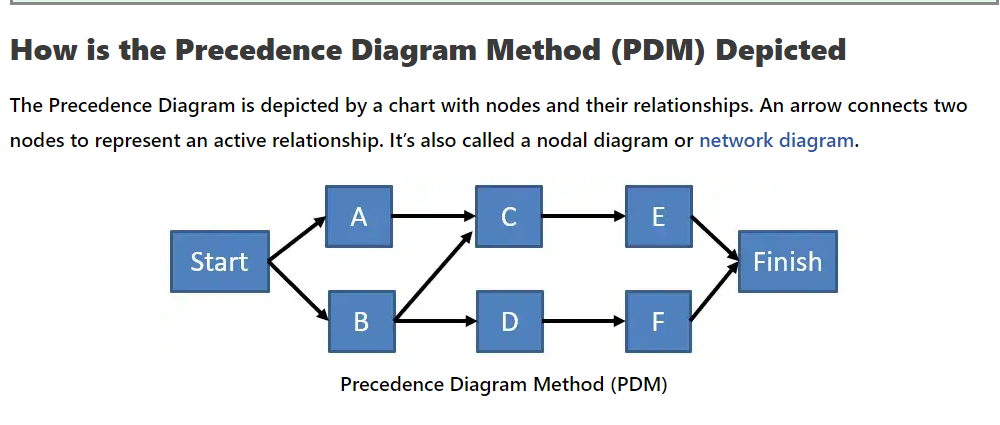 How is the Precedence Diagram Method (PDM) Depicted
The Precedence Diagram is depicted by a chart with nodes and their relationships. An arrow connects two
nodes to represent an active relationship. It’s also called a nodal diagram or network diagram.
A
C
E
Start
Finish
B
D
F
Precedence Diagram Method (PDM)